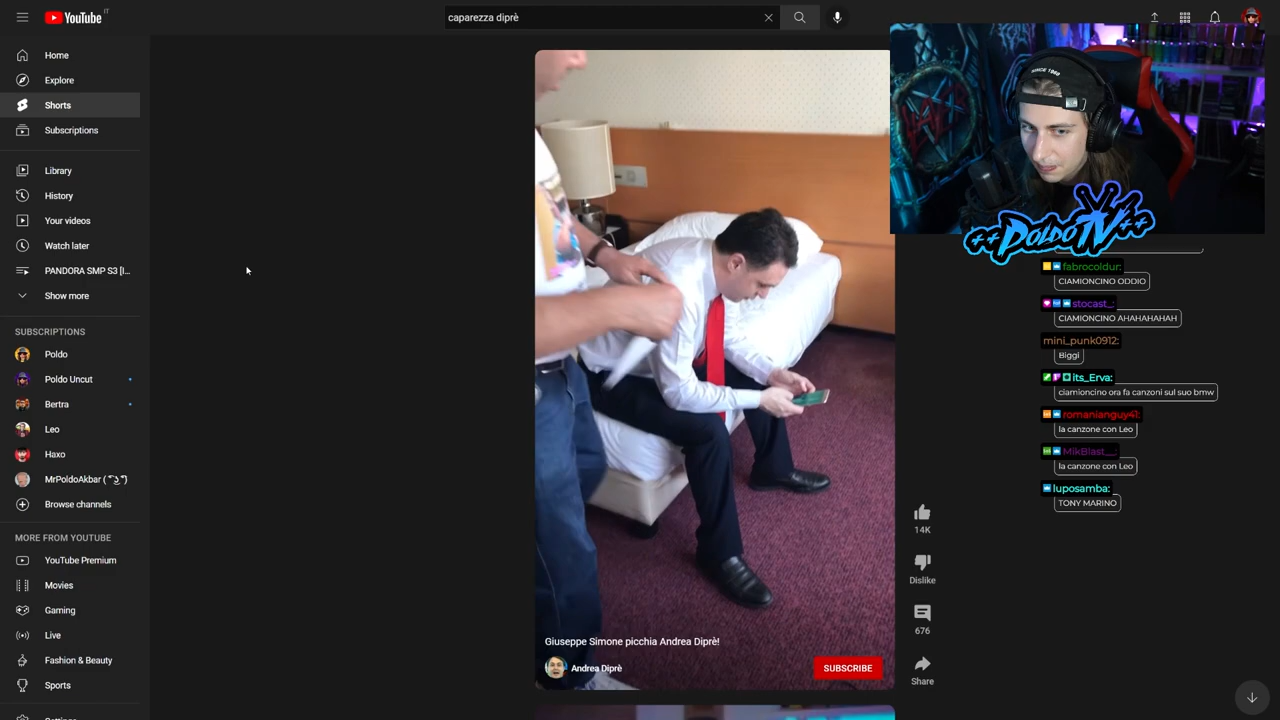 YouTube
IT
caparezza diprè
Home
Explore
Shorts
Subscriptions
Library
History
Your videos
Watch later
PANDORA SMP S3 [I...
Show more
SUBSCRIPTIONS
Poldo
Poldo Uncut
Bertra
Leo
Haxo
MrPoldoAkbar ( ͡° ͜ʖ ͡°)
Browse channels
MORE FROM YOUTUBE
YouTube Premium
Movies
Gaming
Live
Fashion & Beauty
Sports
Giuseppe Simone picchia Andrea Diprè!
Andrea Diprè
SUBSCRIBE
14K
Dislike
676
Share
SINCE 1969
++POLDOTV++
fabrocoldur:
CIAMIONCINO ODDIO
stocast_:
CIAMIONCINO AHAHAHAHAH
mini_punk0912:
Biggi
its_Erva:
ciamioncino ora fa canzoni sul suo bmw
romanianguy41:
la canzone con Leo
MikBlast__:
la canzone con Leo
luposamba:
TONY MARINO